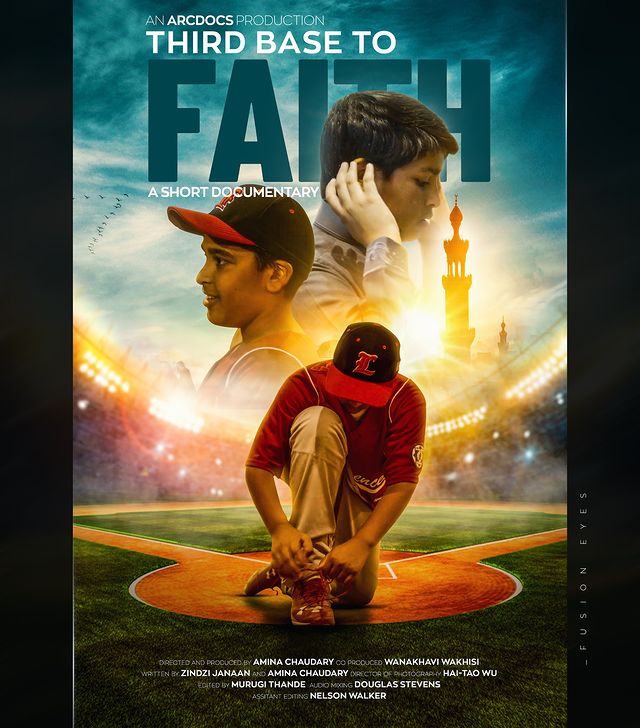 AN ARCDOCS PRODUCTION
THIRD BASE TO
FAITH
A SHORT DOCUMENTARY
L
– FUSION EYES
DIRECTED AND PRODUCED BY AMINA CHAUDARY CO PRODUCED WANAKHAVI WAKHISI
WRITTEN BY ZINDZI JANAAN AND AMINA CHAUDARY DIRECTOR OF PHOTOGRAPHY HAI-TAO WU
EDITED BY MURUGI THANDE AUDIO MIXING DOUGLAS STEVENS
ASSITANT EDITING NELSON WALKER